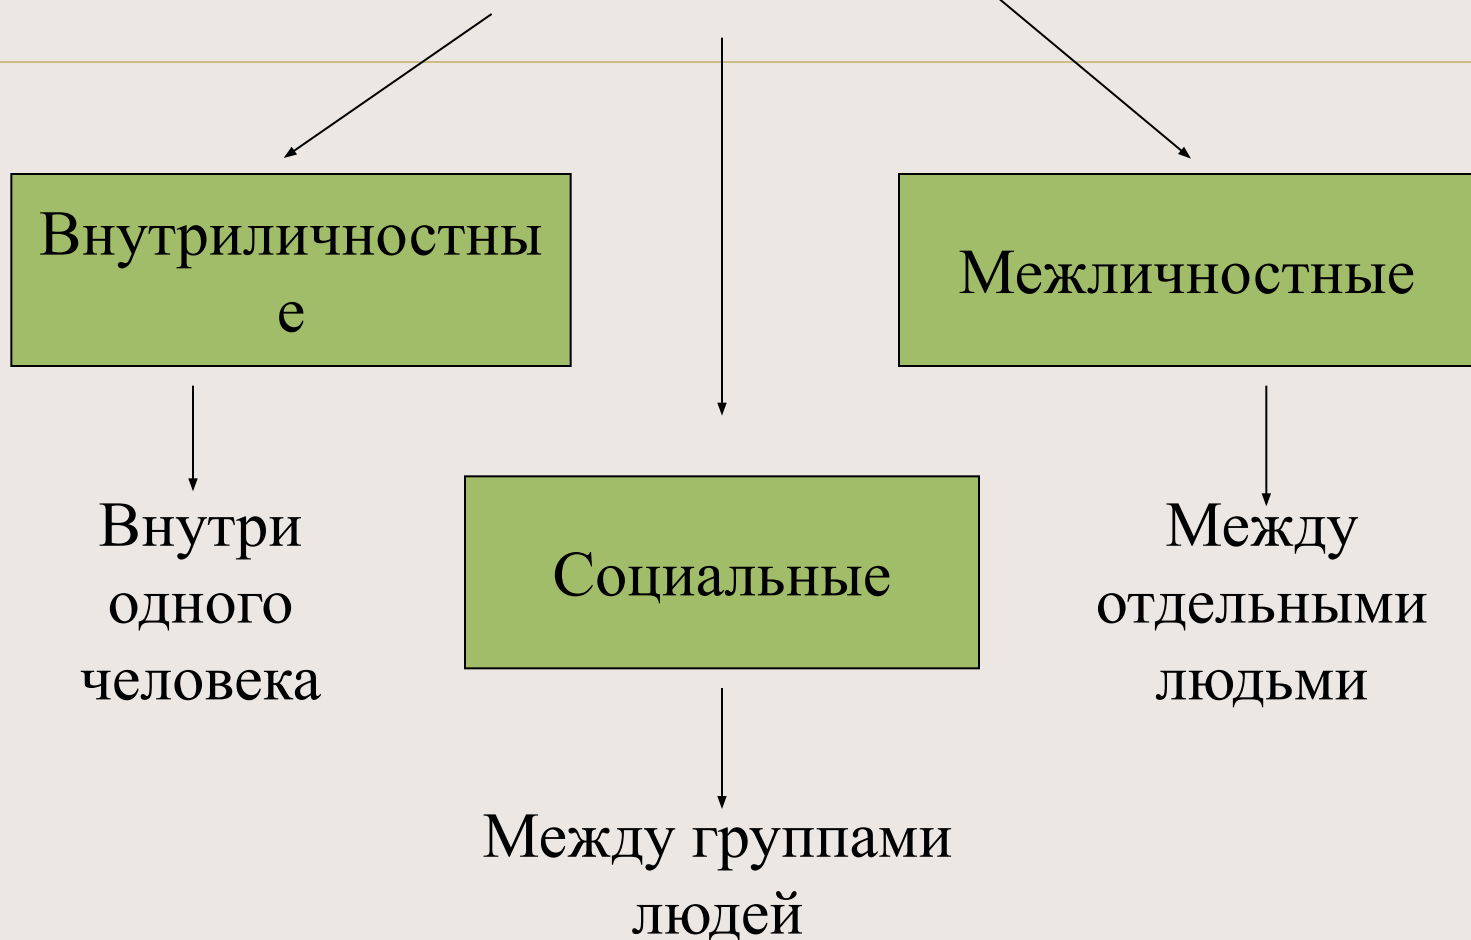 Внутриличностны
е
Межличностные
Внутри
одного
человека
Социальные
Между
отдельными
людьми
Между группами
людей